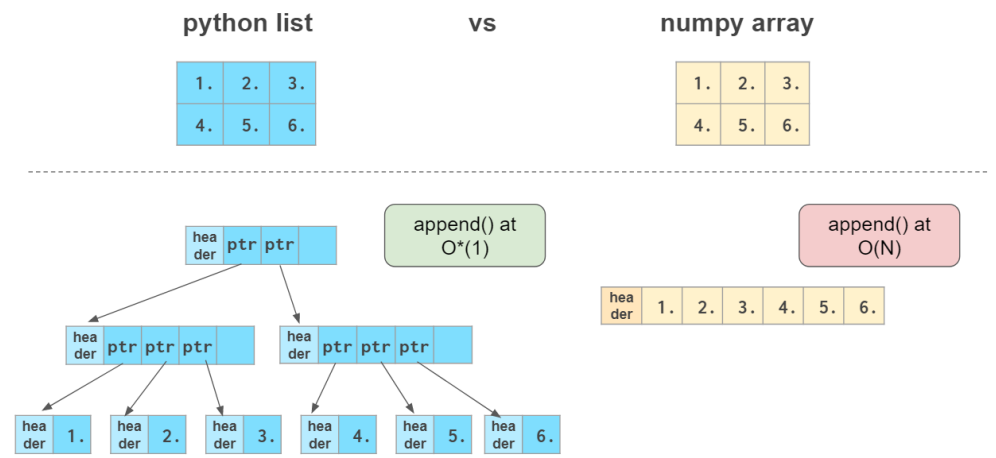 python list vs numpy array
1. 2. 3. 1. 2. 3.
4. 5. 6. 4. 5. 6.
append() at
O*(1)
append() at
O(N)
hea
der ptr ptr
hea
der 1. 2. 3. 4. 5. 6.
hea
der ptr ptr ptr
hea
der ptr ptr ptr
hea
der 1.
hea
der 2.
hea
der 3.
hea
der 4.
hea
der 5.
hea
der 6.